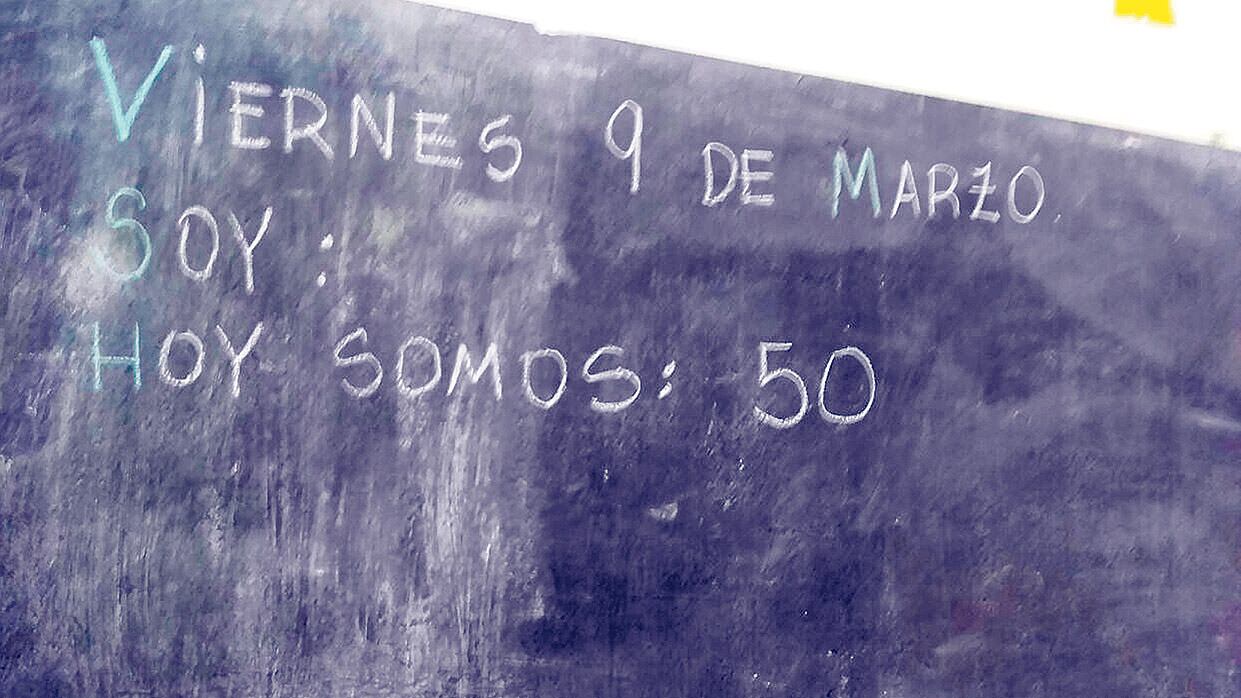 VIERNES 9 DE MARZO.
SOY:
HOY SOMOS: 50